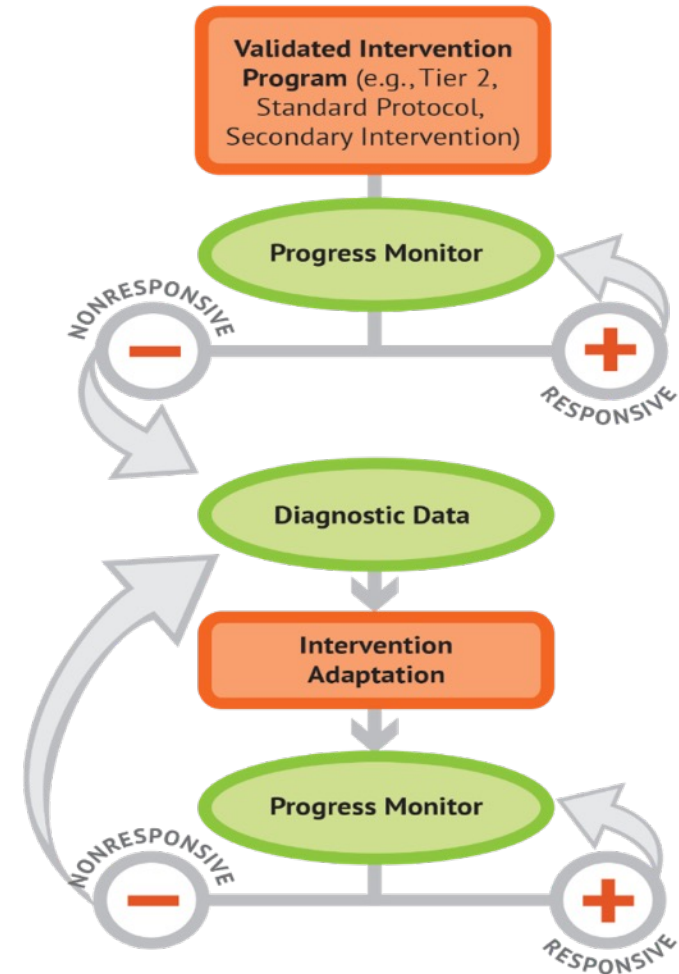 Validated Intervention
Program (e.g., Tier 2,
Standard Protocol,
Secondary Intervention)
Progress Monitor
NONRESPONSIVE
RESPONSIVE
Diagnostic Data
Intervention
Adaptation
Progress Monitor
NONRESPONSIVE
RESPONSIVE